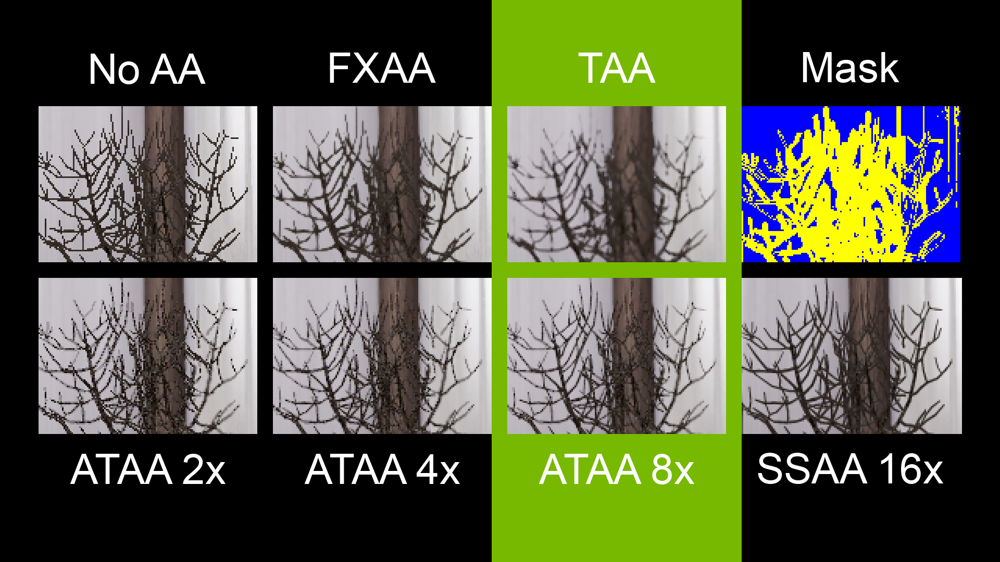 No AA
FXAA
TAA
Mask
ATAA 2x
ATAA 4x
ATAA 8x
SSAA 16x